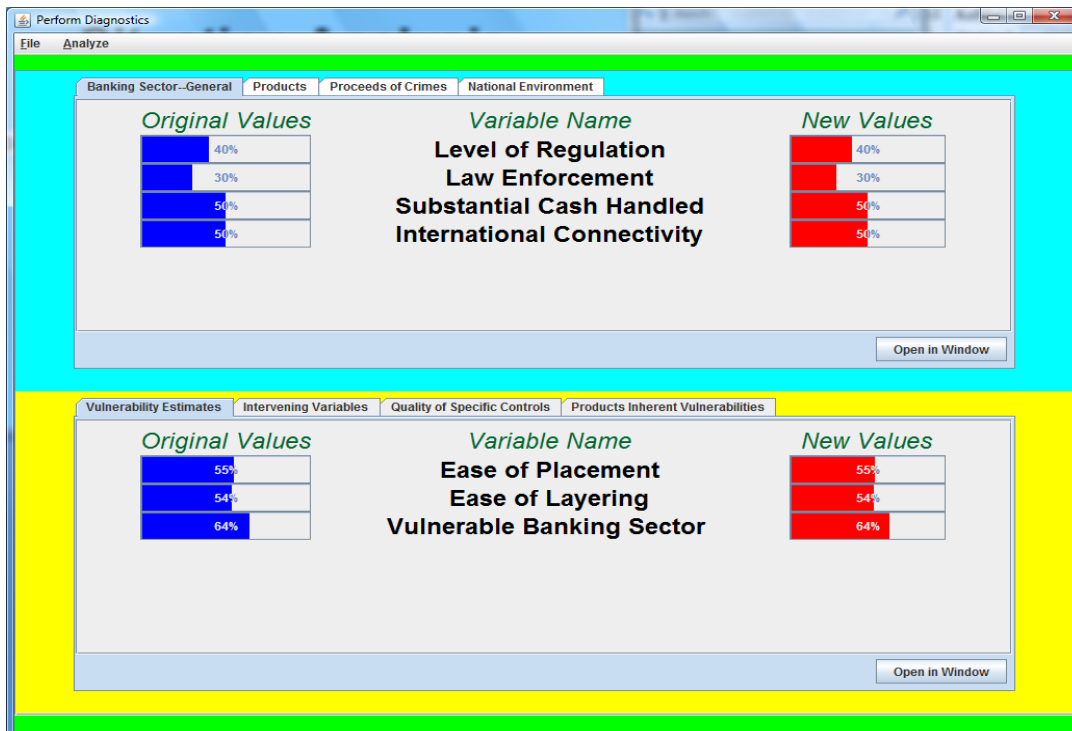 Perform Diagnostics
File Analyze
Banking Sector--General Products Proceeds of Crimes National Environment
Original Values Variable Name New Values
40% Level of Regulation 40%
30% Law Enforcement 30%
50% Substantial Cash Handled 50%
50% International Connectivity 50%
Open in Window
Vulnerability Estimates Intervening Variables Quality of Specific Controls Products Inherent Vulnerabilities
Original Values Variable Name New Values
55% Ease of Placement 55%
54% Ease of Layering 54%
64% Vulnerable Banking Sector 64%
Open in Window